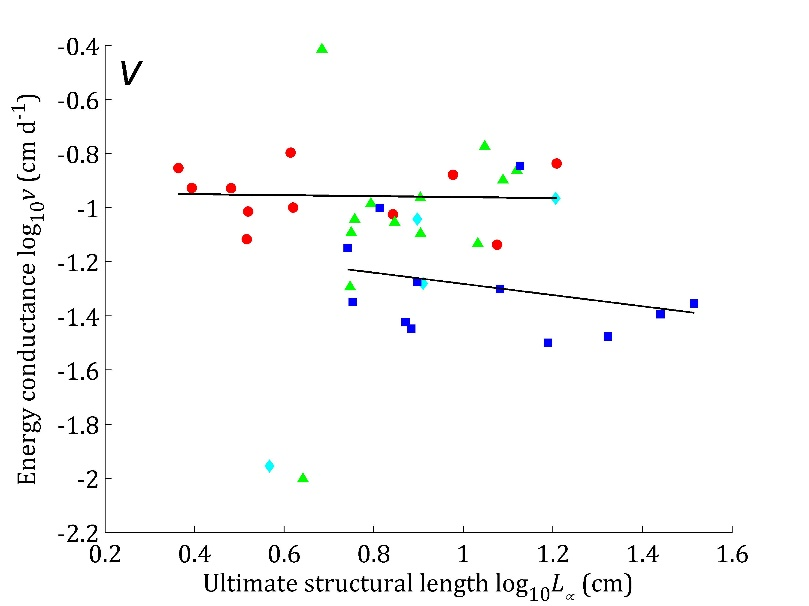 -0.4
V
-0.6
-0.8
-1
-1.2
-1.4
-1.6
-1.8
-2
-2.2
0.2 0.4 0.6 0.8 1 1.2 1.4 1.6
Energy conductance log₁₀v (cm d⁻¹)
Ultimate structural length log₁₀L∝ (cm)